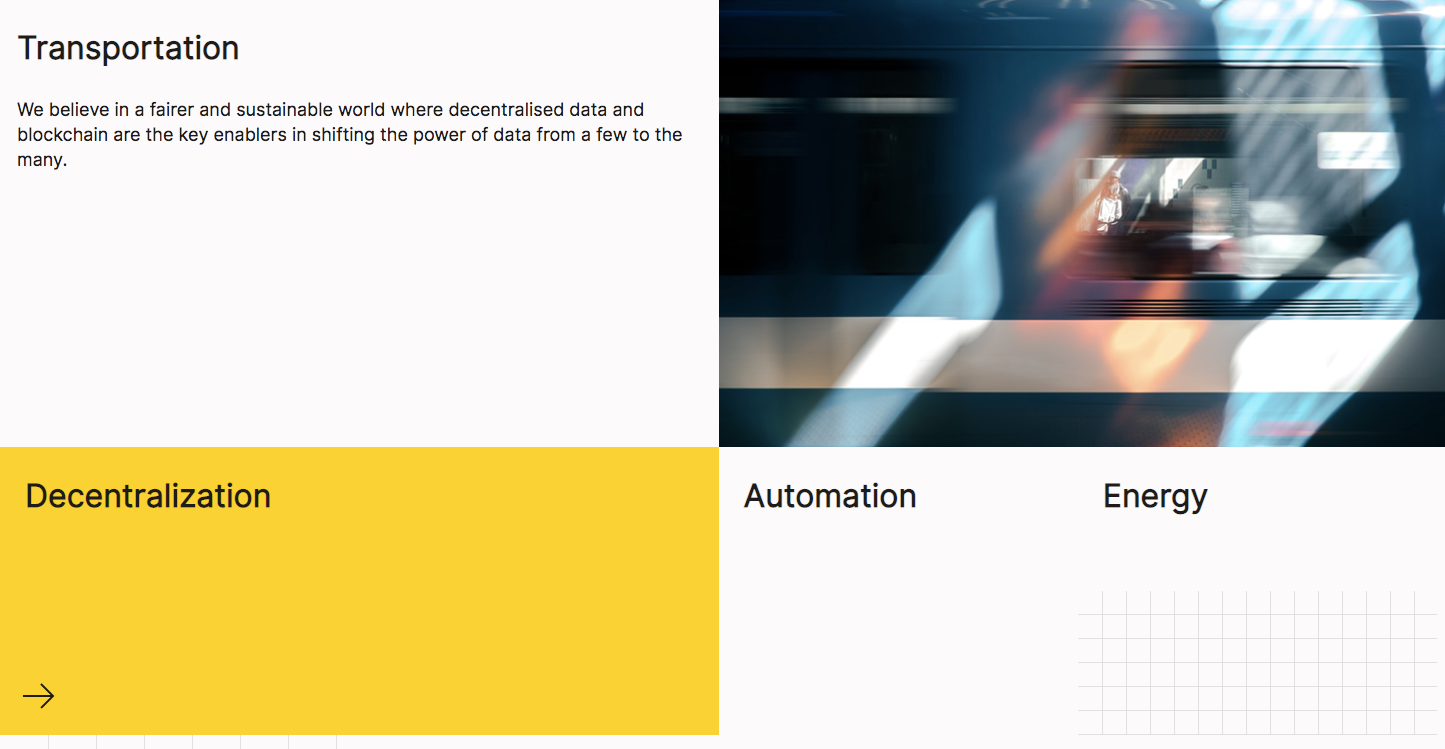 Transportation
We believe in a fairer and sustainable world where decentralised data and
blockchain are the key enablers in shifting the power of data from a few to the
many.
Decentralization
Automation
Energy